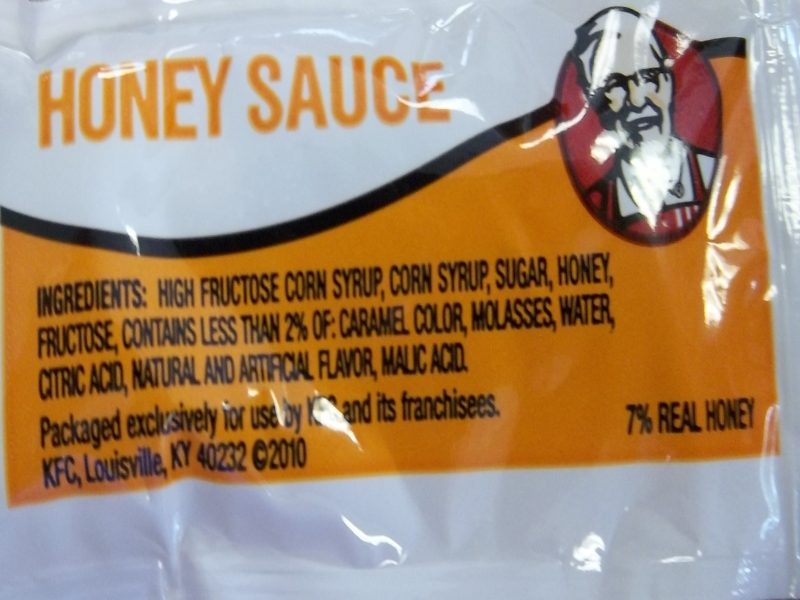 HONEY SAUCE
INGREDIENTS: HIGH FRUCTOSE CORN SYRUP, CORN SYRUP, SUGAR, HONEY,
FRUCTOSE, CONTAINS LESS THAN 2% OF: CARAMEL COLOR, MOLASSES, WATER,
CITRIC ACID, NATURAL AND ARTIFICIAL FLAVOR, MALIC ACID.
Packaged exclusively for use by KFC and its franchisees.
KFC, Louisville, KY 40232 ©2010
7% REAL HONEY